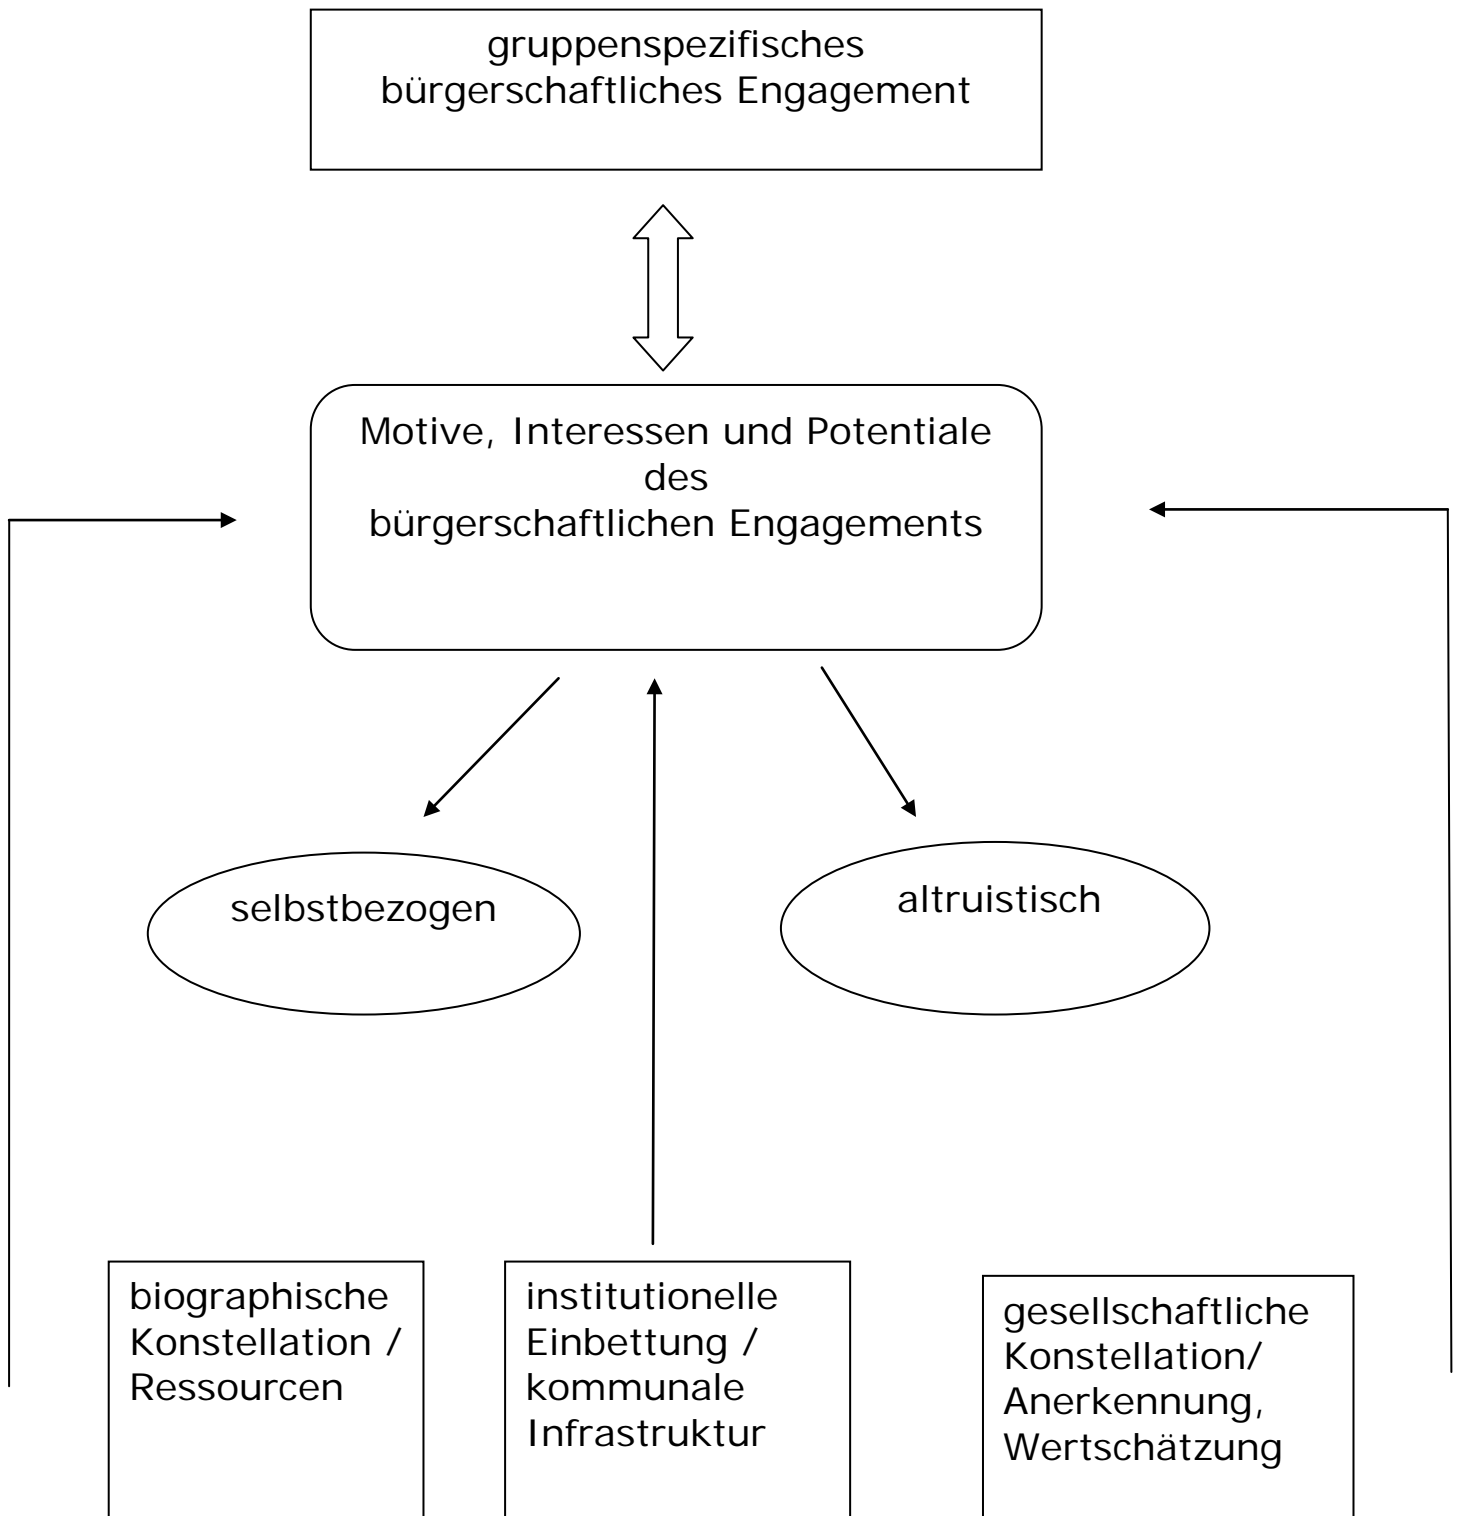 gruppenspezifisches
bürgerschaftliches Engagement
Motive, Interessen und Potentiale
des
bürgerschaftlichen Engagements
selbstbezogen
altruistisch
biographische
Konstellation /
Ressourcen
institutionelle
Einbettung /
kommunale
Infrastruktur
gesellschaftliche
Konstellation/
Anerkennung,
Wertschätzung